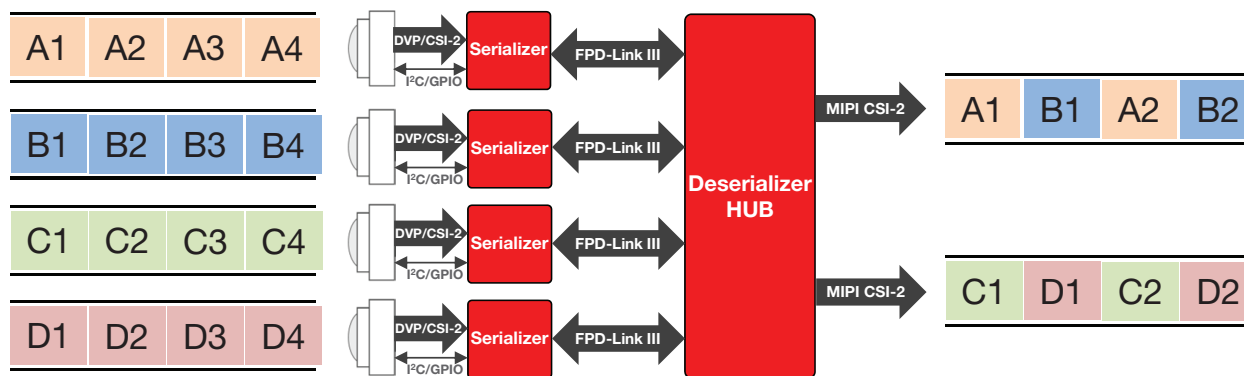 A1 A2 A3 A4
DVP/CSI-2
I²C/GPIO
Serializer
FPD-Link III
B1 B2 B3 B4
DVP/CSI-2
I²C/GPIO
Serializer
FPD-Link III
C1 C2 C3 C4
DVP/CSI-2
I²C/GPIO
Serializer
FPD-Link III
D1 D2 D3 D4
DVP/CSI-2
I²C/GPIO
Serializer
FPD-Link III
Deserializer
HUB
MIPI CSI-2
A1 B1 A2 B2
MIPI CSI-2
C1 D1 C2 D2